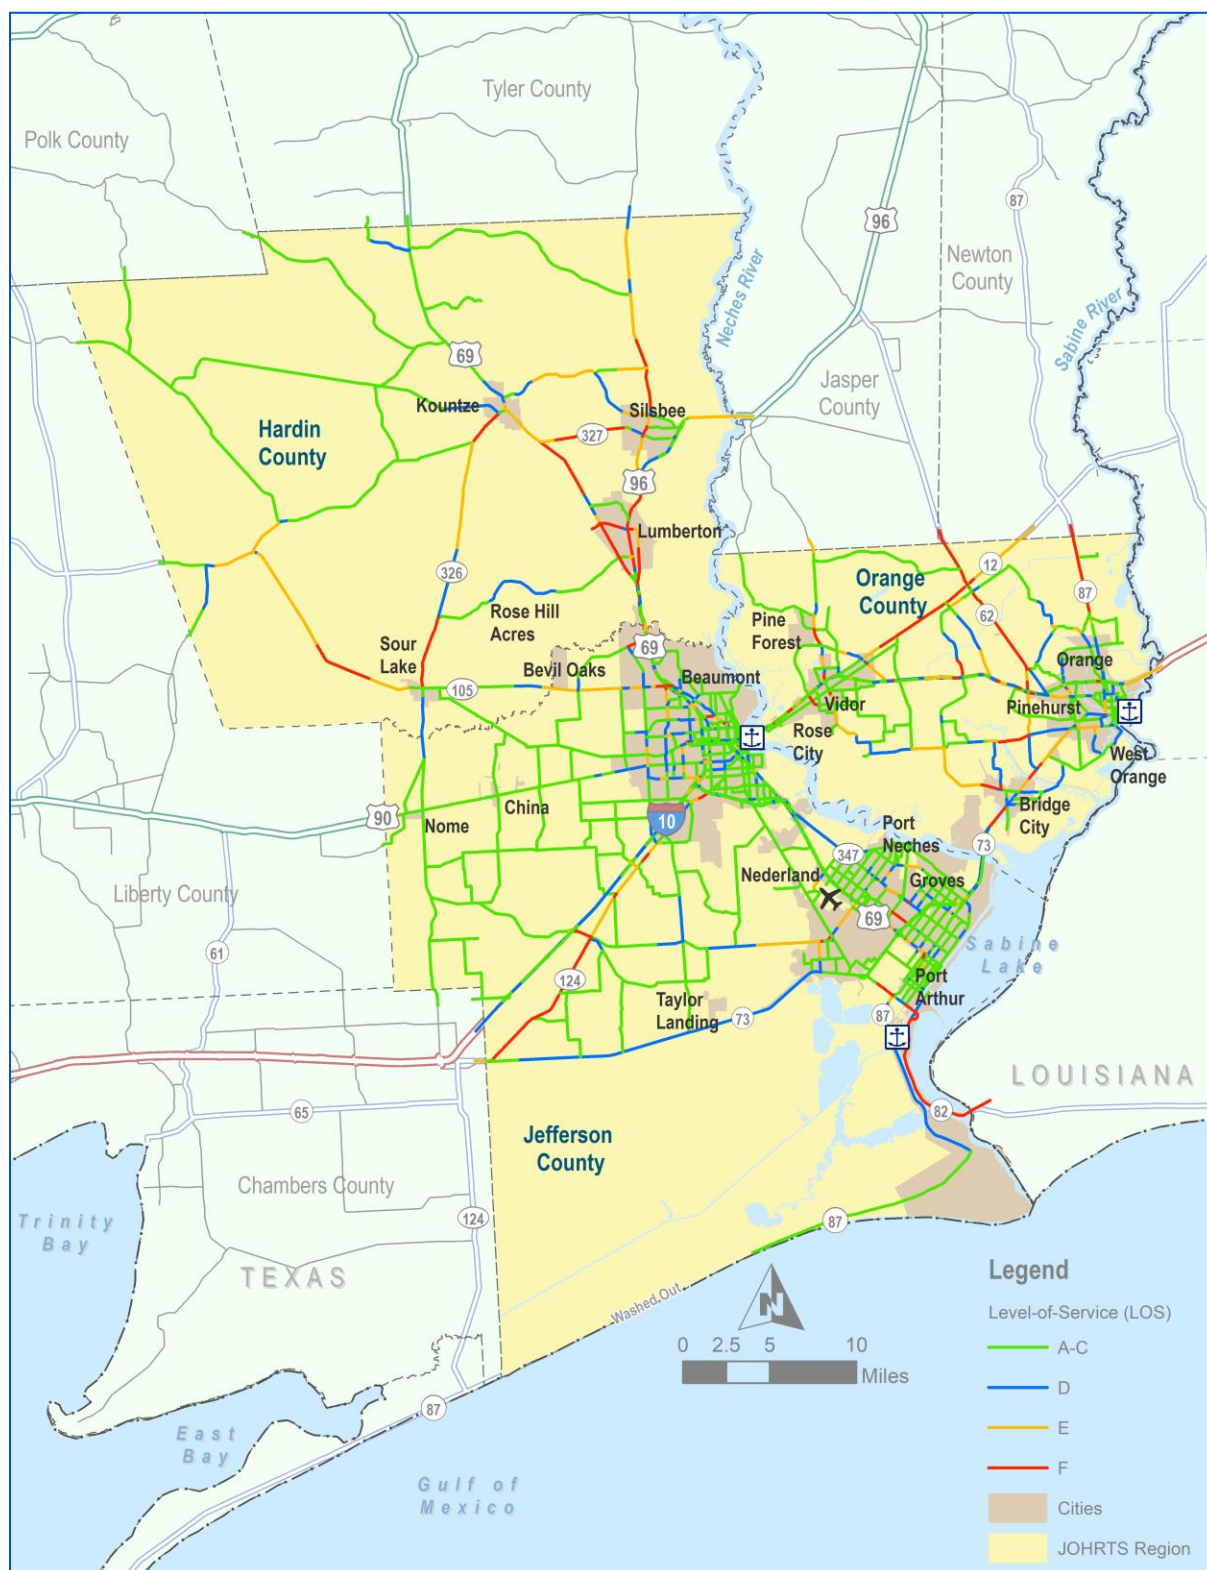 Tyler County
Polk County
87
96
Newton
County
Neches River
Sabine River
69
Jasper
County
Kountze
Silsbee
Hardin
County
327
96
Lumberton
12
326
Orange
County
87
Rose Hill
Acres
Pine
Forest
62
Sour
Lake
69
Bevil Oaks
Orange
105
Beaumont
Vidor
Pinehurst
Rose
City
West
Orange
China
Bridge
City
90
Nome
10
Port
Neches
73
347
Nederland
Groves
Liberty County
69
61
Sabine
Lake
124
Port
Arthur
Taylor
Landing
73
87
LOUISIANA
65
82
Jefferson
County
Chambers County
Trinity
Bay
124
87
TEXAS
Washed Out
N
0 2.5 5 10
Miles
87
East
Bay
Gulf of
Mexico
Legend
Level-of-Service (LOS)
A-C
D
E
F
Cities
JOHRTS Region